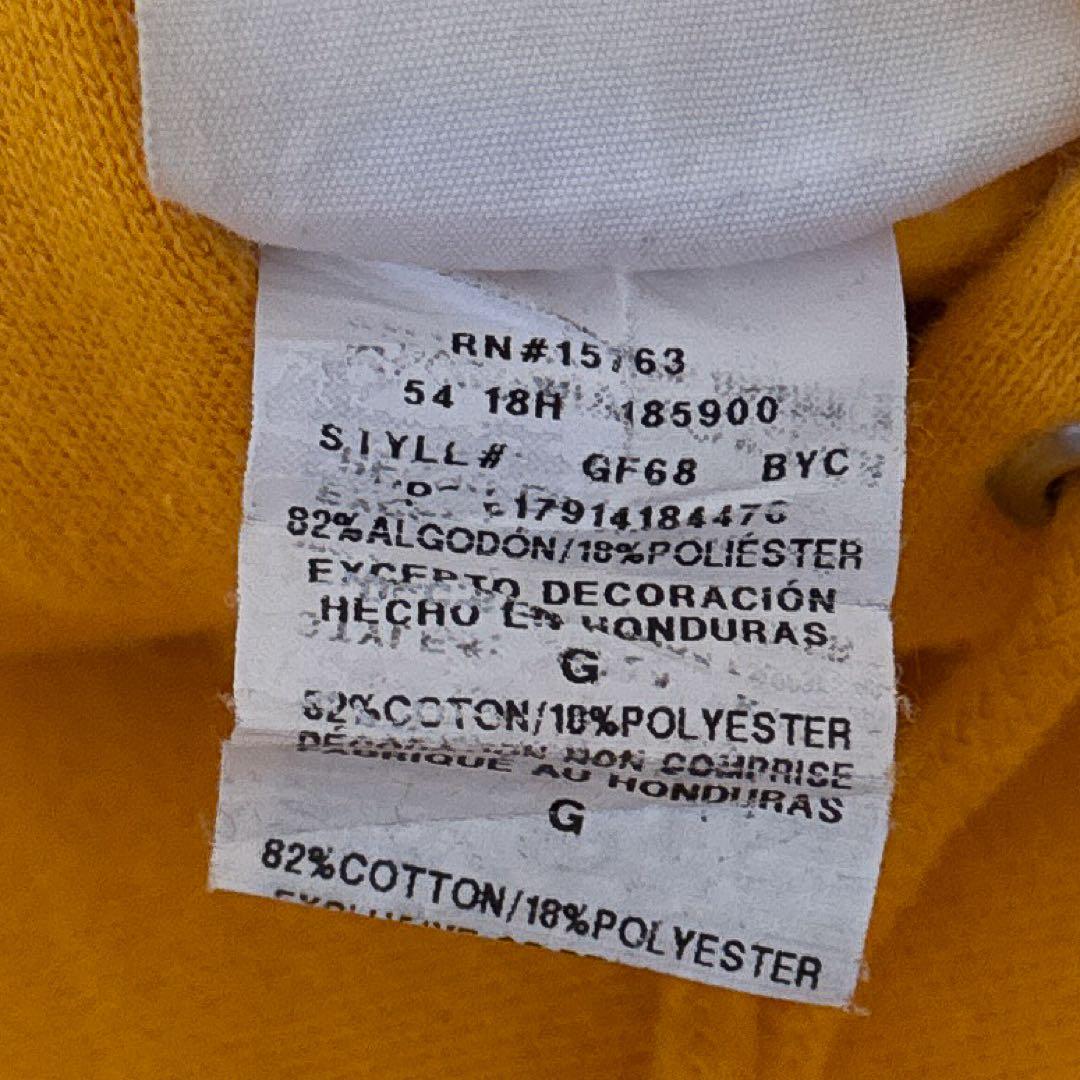 RN#15763
54 18H 185900
STYLE# GF68 BYC
82%ALGODÓN/18%POLIÉSTER
EXCEPTO DECORACIÓN
HECHO EN HONDURAS
G
82%COTON/18%POLYESTER
DÉCORATION NON COMPRISE
FABRIQUÉ AU HONDURAS
G
82%COTTON/18%POLYESTER
EXCLUSIVE